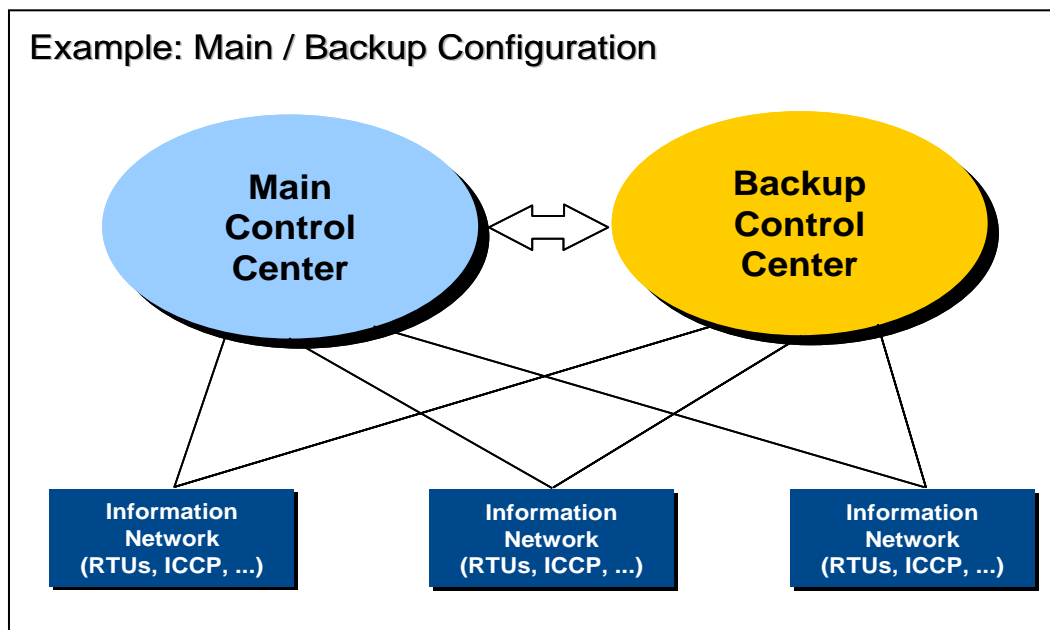 Example: Main / Backup Configuration
Main
Control
Center
Backup
Control
Center
Information
Network
(RTUs, ICCP, ...)
Information
Network
(RTUs, ICCP, ...)
Information
Network
(RTUs, ICCP, ...)